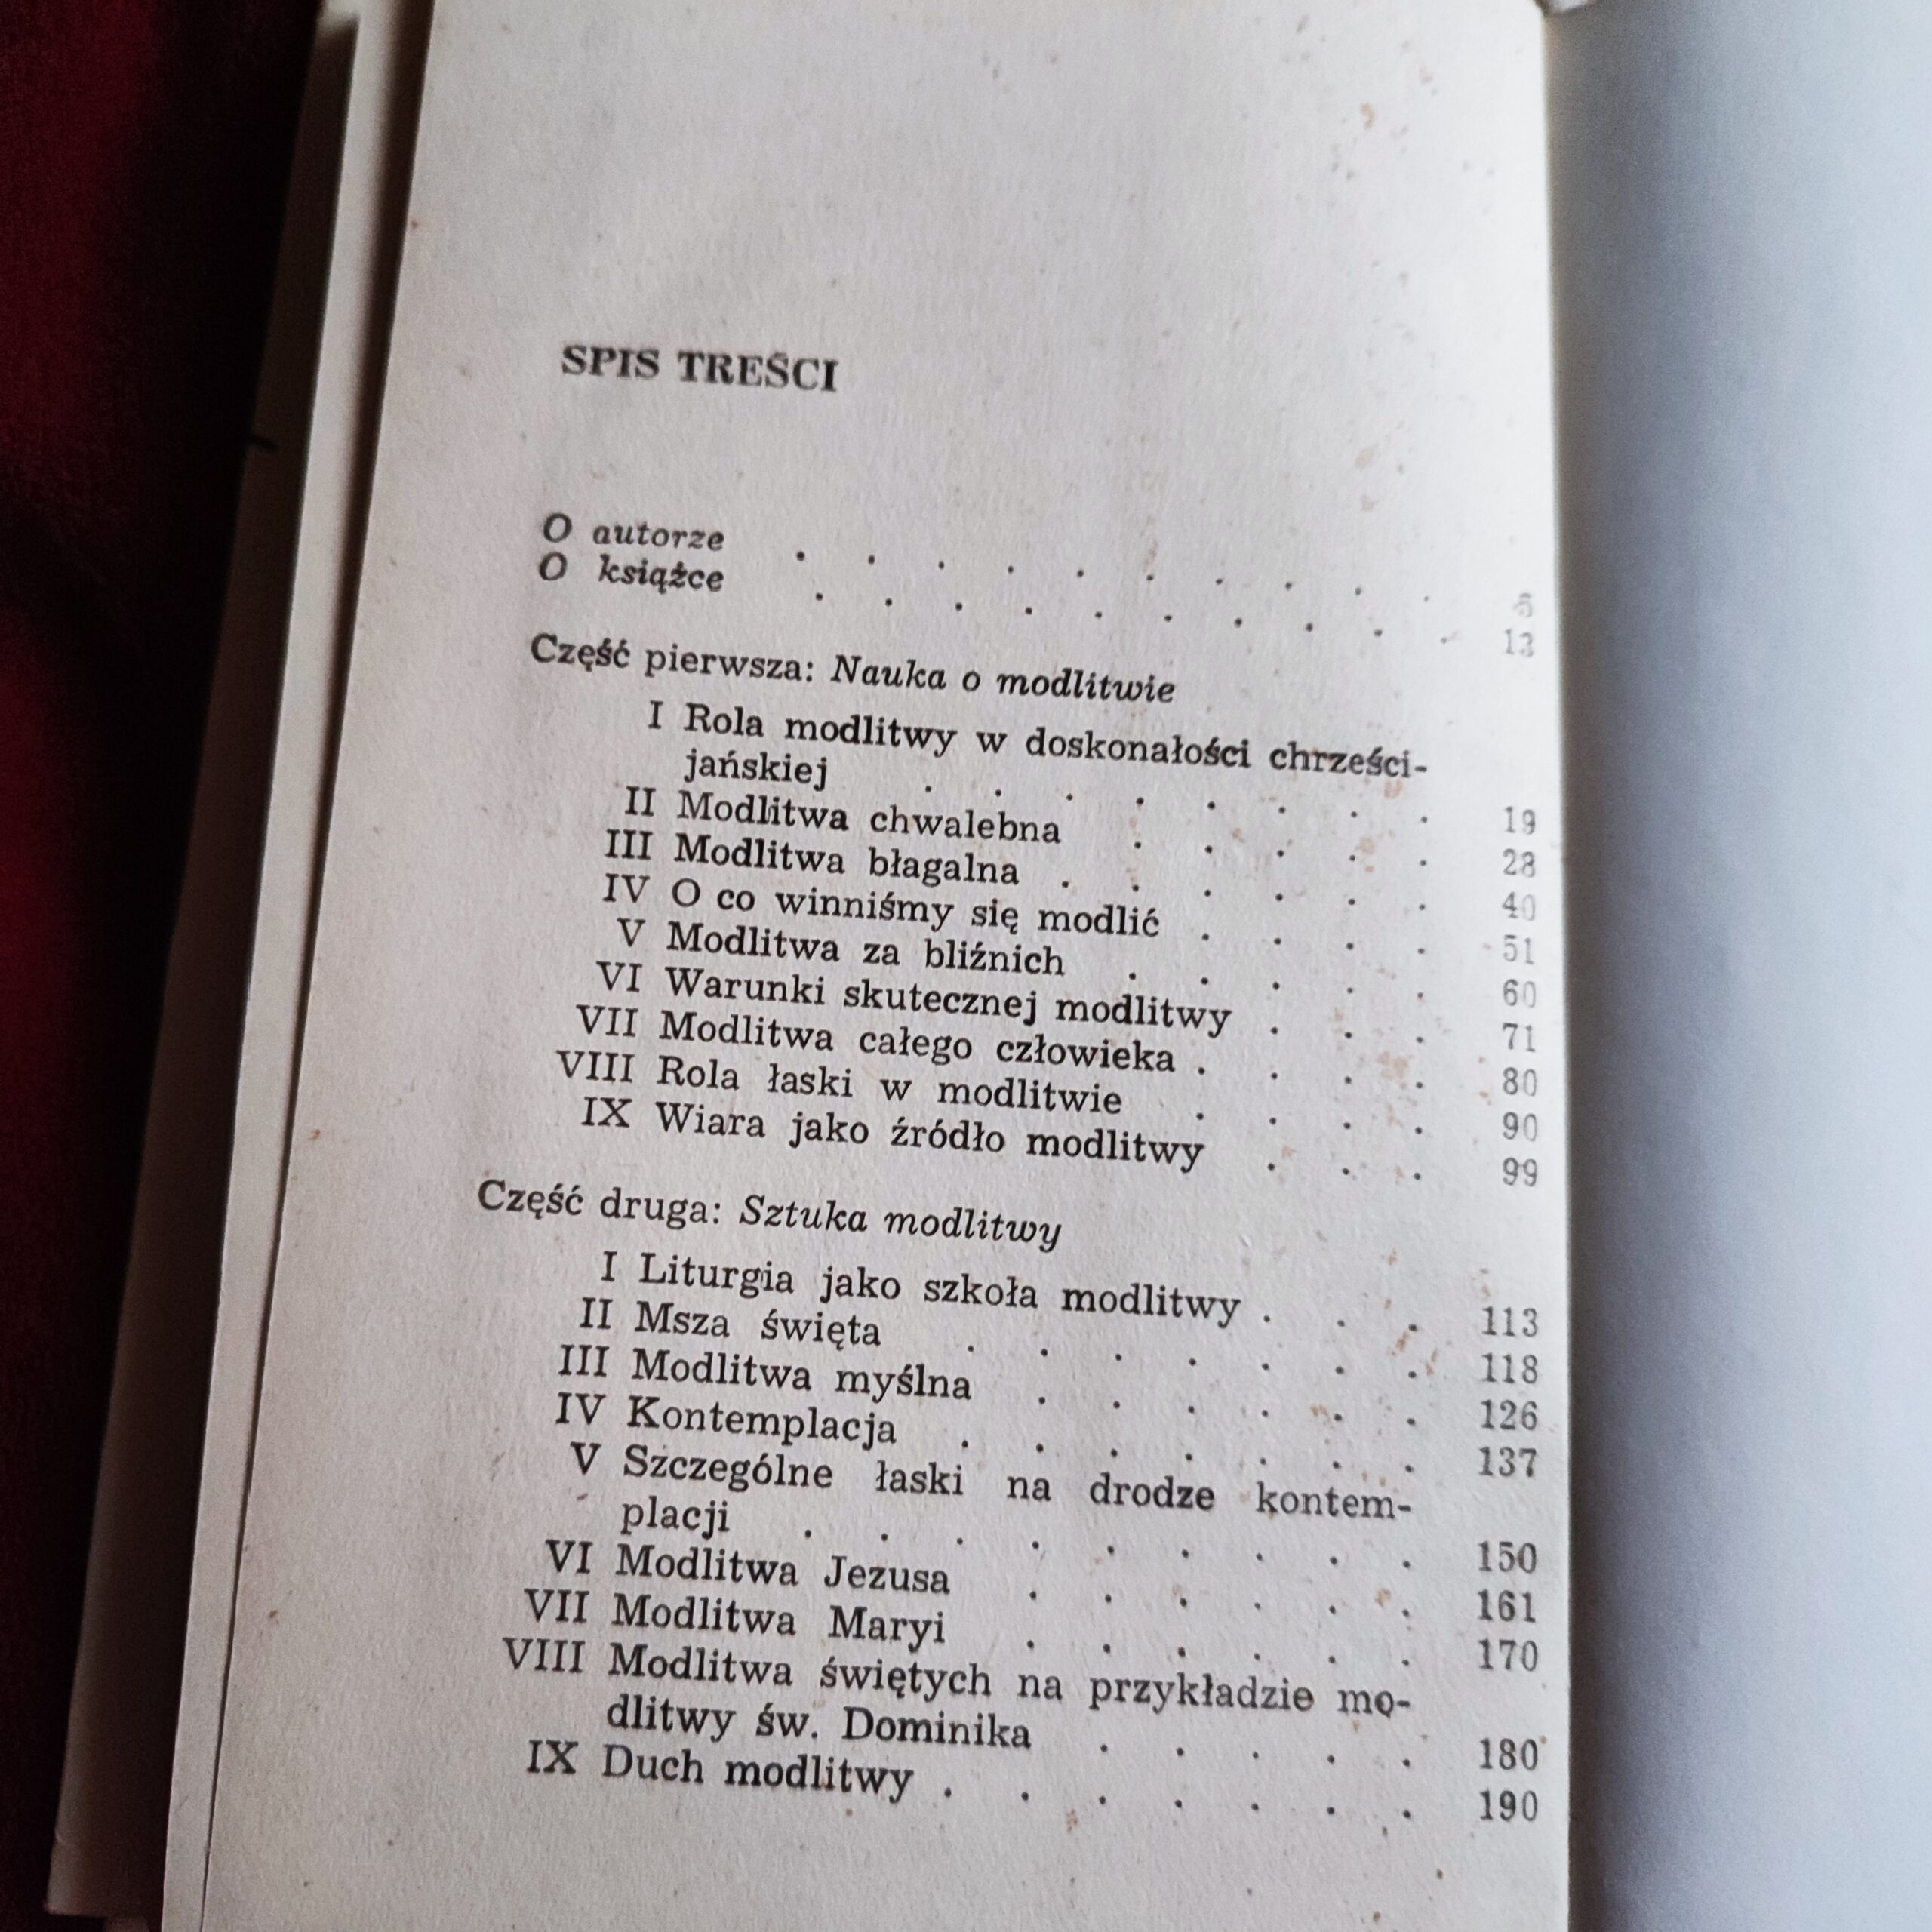 SPIS TREŚCI
O autorze . . . . . . . . . .
O książce . . . . . . . . . . 13
Część pierwsza: Nauka o modlitwie
I Rola modlitwy w doskonałości chrześci-
jańskiej . . . . . . . . 19
II Modlitwa chwalebna . . . . . 28
III Modlitwa błagalna . . . . . . 40
IV O co winniśmy się modlić . . . . 51
V Modlitwa za bliźnich . . . . . 60
VI Warunki skutecznej modlitwy . . . 71
VII Modlitwa całego człowieka . . . . 80
VIII Rola łaski w modlitwie . . . . 90
IX Wiara jako źródło modlitwy . . . 99
Część druga: Sztuka modlitwy
I Liturgia jako szkoła modlitwy . . . 113
II Msza święta . . . . . . . 118
III Modlitwa myślna . . . . . . 126
IV Kontemplacja . . . . . . . 137
V Szczególne łaski na drodze kontem-
placji . . . . . . . . . 150
VI Modlitwa Jezusa . . . . . . 161
VII Modlitwa Maryi . . . . . . 170
VIII Modlitwa świętych na przykładzie mo-
dlitwy św. Dominika . . . . . 180
IX Duch modlitwy . . . . . . . 190